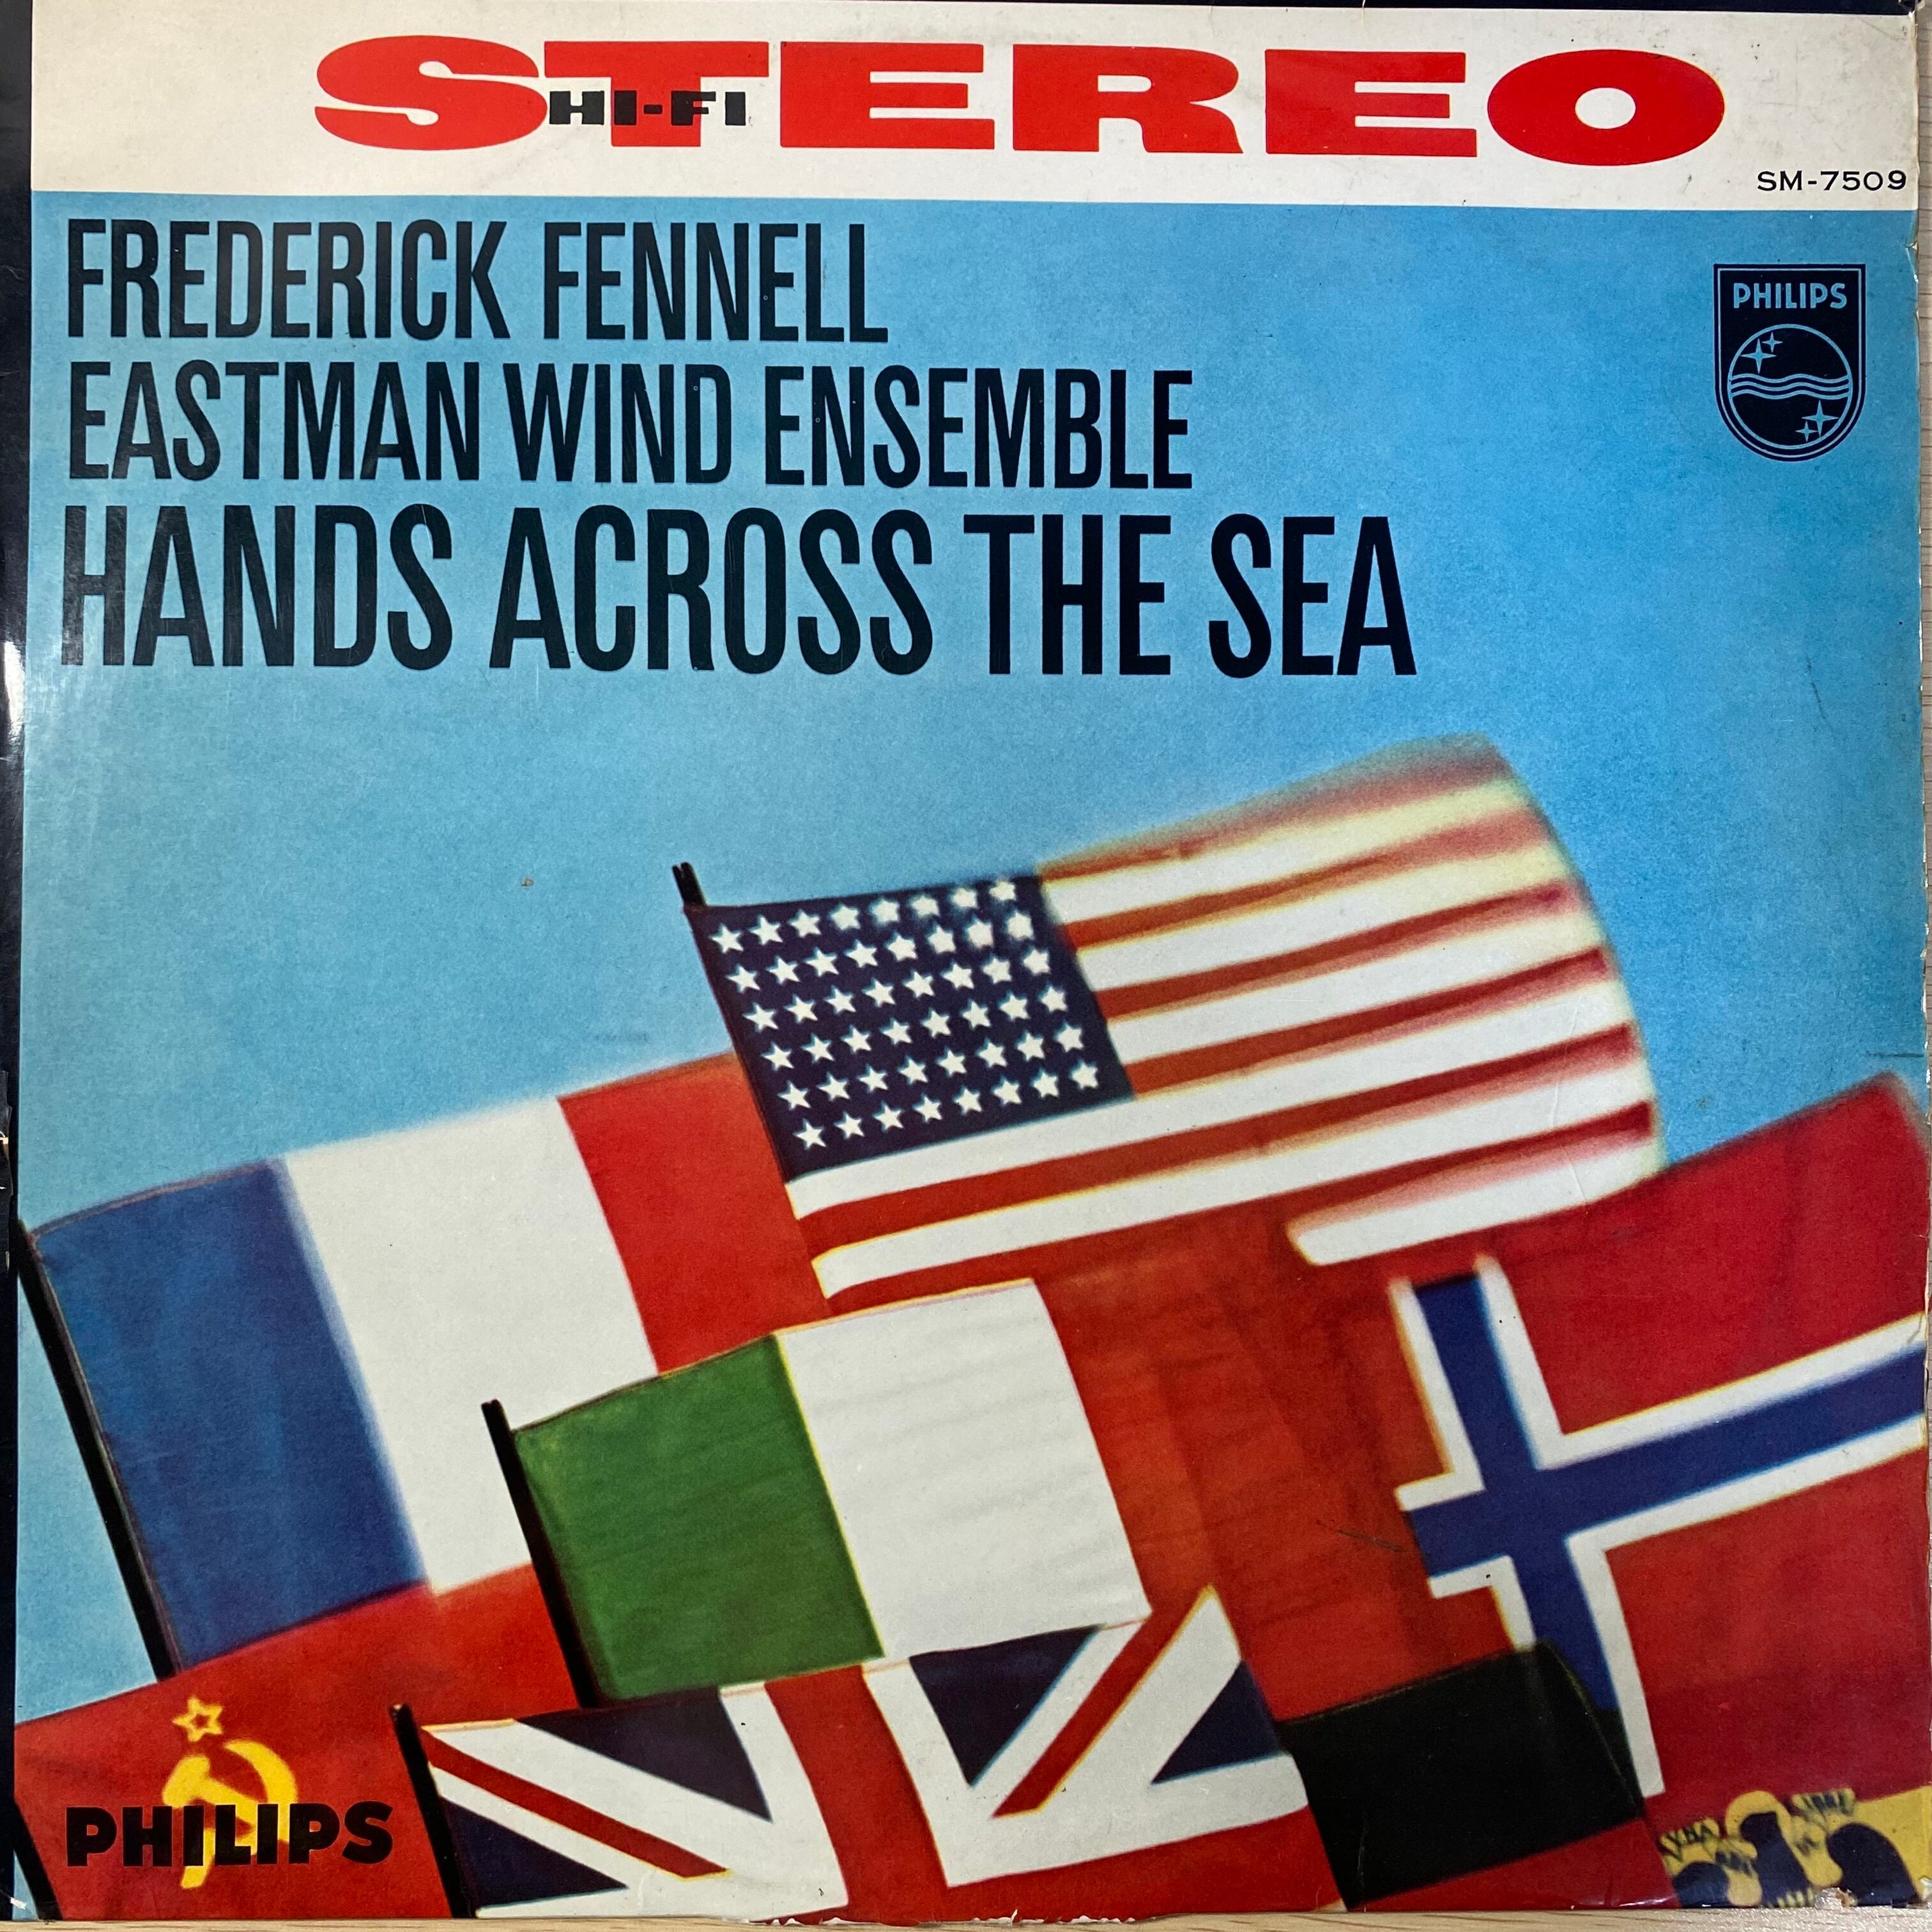 STEREO
HI-FI
SM-7509
FREDERICK FENNELL
PHILIPS
EASTMAN WIND ENSEMBLE
HANDS ACROSS THE SEA
PHILIPS